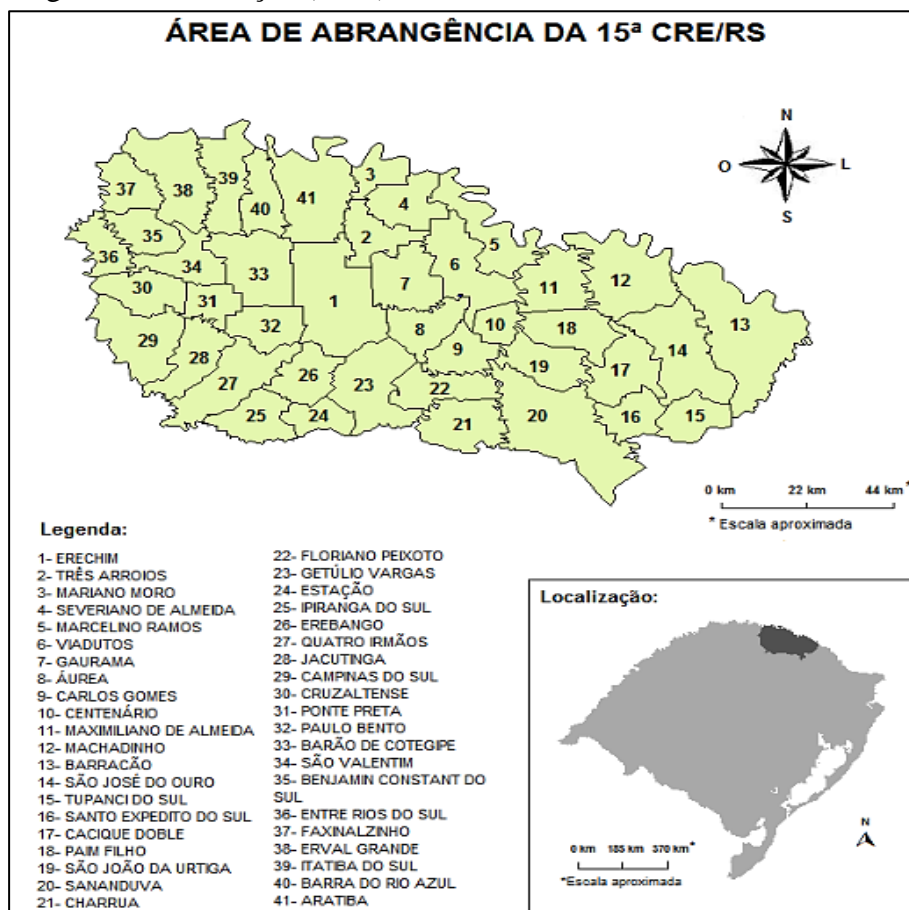 ÁREA DE ABRANGÊNCIA DA 15ª CRE/RS
N
O
L
S
37
38
39
40
41
3
4
2
5
6
7
35
36
34
33
1
30
31
32
8
10
11
12
13
29
28
27
26
23
9
18
19
17
14
25
24
22
21
20
16
15
0 km 22 km 44 km*
* Escala aproximada
Legenda:
1- ERECHIM
2- TRÊS ARROIOS
3- MARIANO MORO
4- SEVERIANO DE ALMEIDA
5- MARCELINO RAMOS
6- VIADUTOS
7- GAURAMA
8- ÁUREA
9- CARLOS GOMES
10- CENTENÁRIO
11- MAXIMILIANO DE ALMEIDA
12- MACHADINHO
13- BARRACÃO
14- SÃO JOSÉ DO OURO
15- TUPANCI DO SUL
16- SANTO EXPEDITO DO SUL
17- CACIQUE DOBLE
18- PAIM FILHO
19- SÃO JOÃO DA URTIGA
20- SANANDUVA
21- CHARRUA
22- FLORIANO PEIXOTO
23- GETÚLIO VARGAS
24- ESTAÇÃO
25- IPIRANGA DO SUL
26- EREBANGO
27- QUATRO IRMÃOS
28- JACUTINGA
29- CAMPINAS DO SUL
30- CRUZALTENSE
31- PONTE PRETA
32- PAULO BENTO
33- BARÃO DE COTEGIPE
34- SÃO VALENTIM
35- BENJAMIN CONSTANT DO
SUL
36- ENTRE RIOS DO SUL
37- FAXINALZINHO
38- ERVAL GRANDE
39- ITATIBA DO SUL
40- BARRA DO RIO AZUL
41- ARATIBA
Localização:
N
0 km 185 km 370 km*
*Escala aproximada